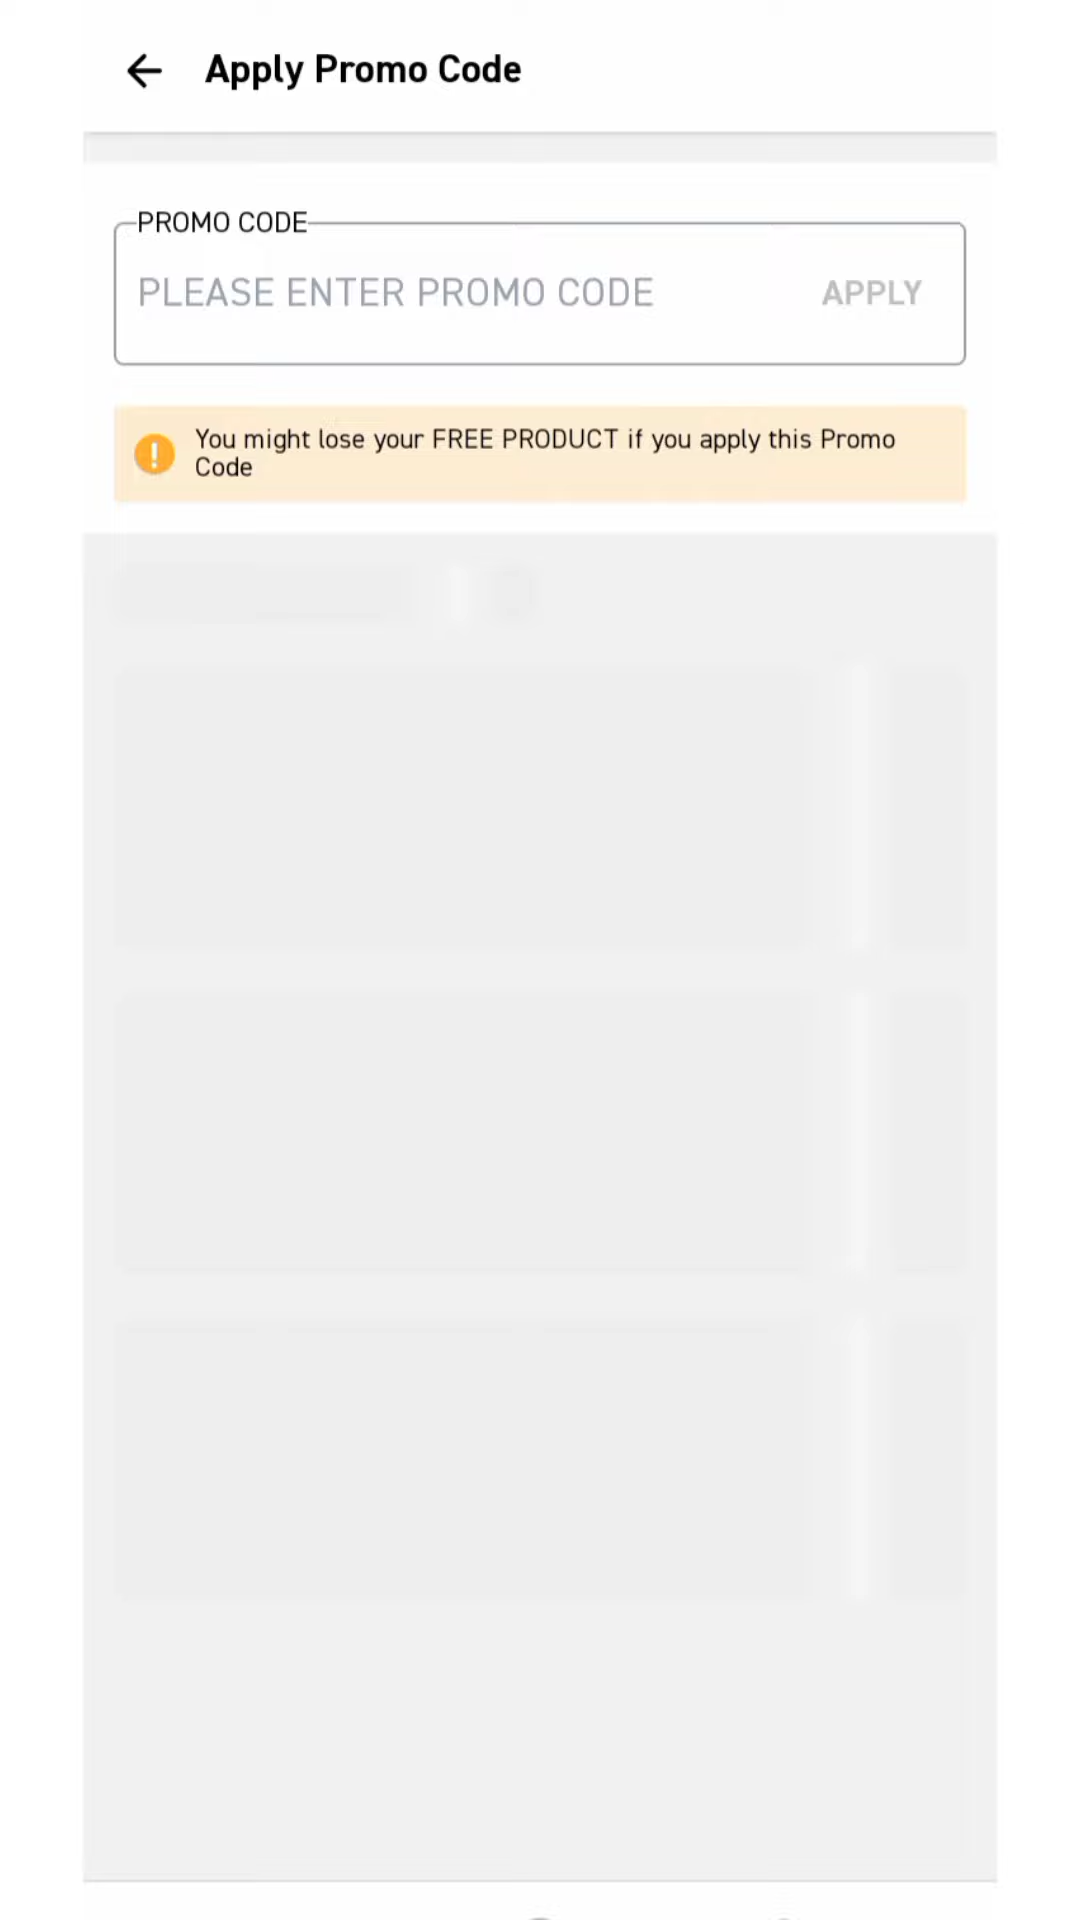 Apply Promo Code
PROMO CODE
PLEASE ENTER PROMO CODE APPLY
You might lose your FREE PRODUCT if you apply this Promo
Code